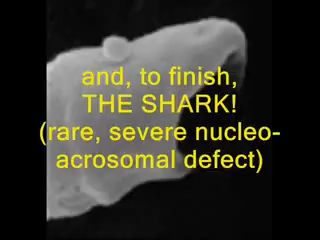 and, to finish,
THE SHARK!
(rare, severe nucleo-
acrosomal defect)